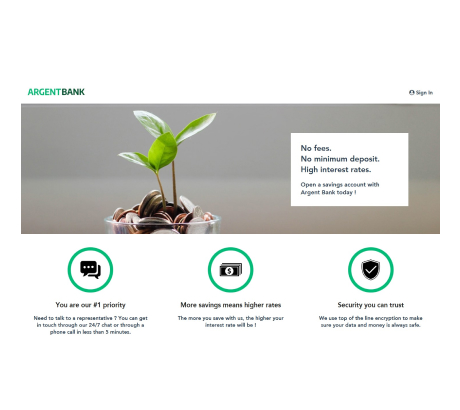 ARGENTBANK
Sign In
No fees.
No minimum deposit.
High interest rates.
Open a savings account with
Argent Bank today !
You are our #1 priority
Need to talk to a representative ? You can get
in touch through our 24/7 chat or through a
phone call in less than 5 minutes.
More savings means higher rates
The more you save with us, the higher your
interest rate will be !
Security you can trust
We use top of the line encryption to make
sure your data and money is always safe.